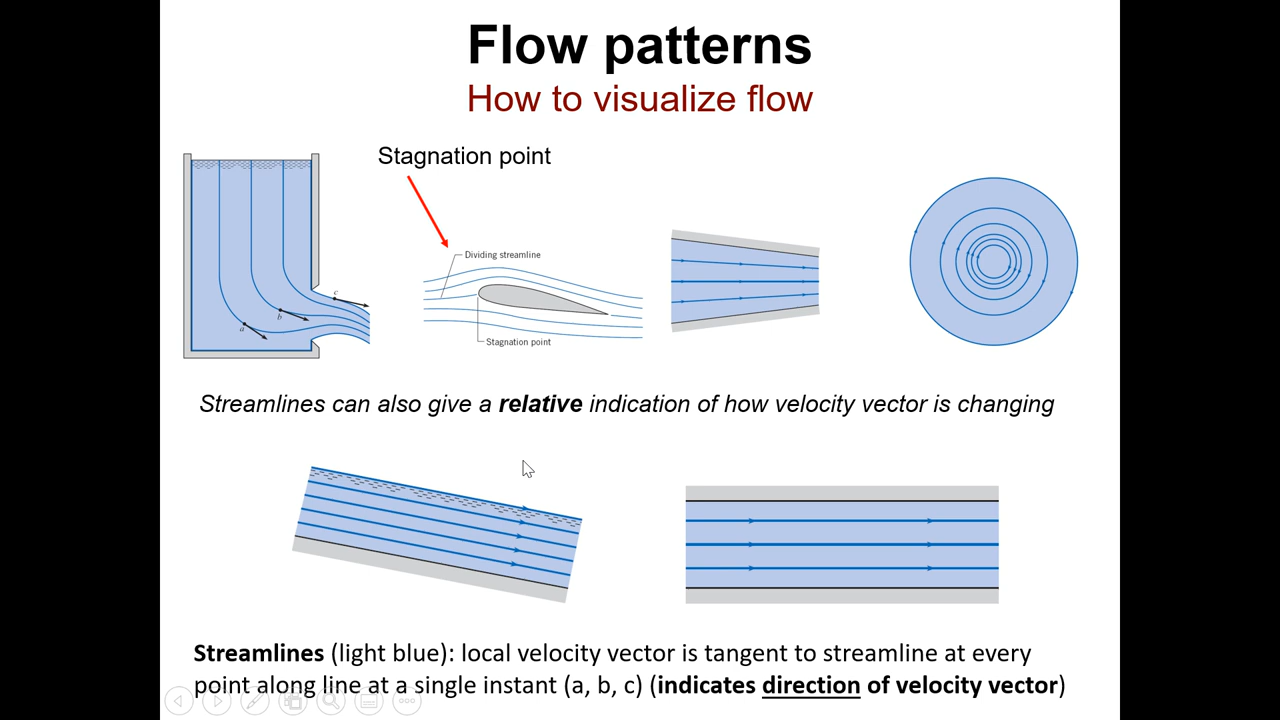 Flow patterns
How to visualize flow
Stagnation point
Dividing streamline
c
b
a
Stagnation point
Streamlines can also give a relative indication of how velocity vector is changing
Streamlines (light blue): local velocity vector is tangent to streamline at every
point along line at a single instant (a, b, c) (indicates direction of velocity vector)